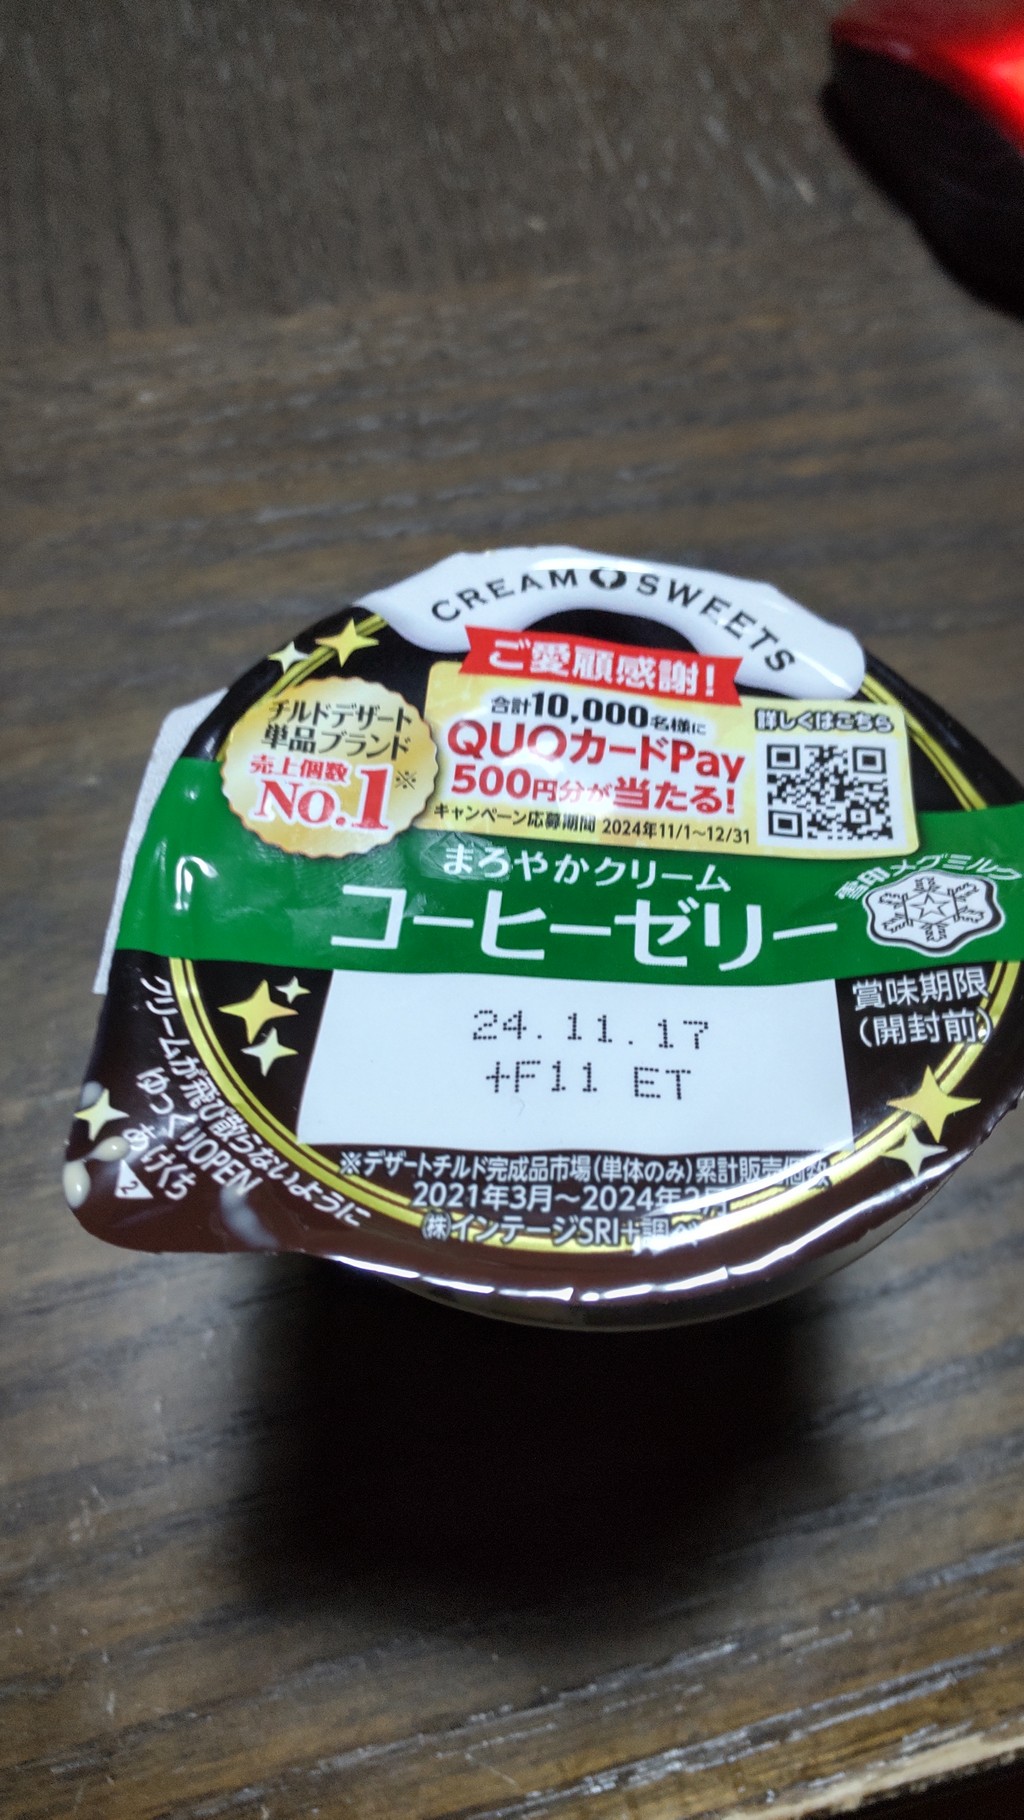 CREAM SWEETS
ご愛顧感謝!
チルドデザート
単品ブランド
売上個数
No.1※
合計10,000名様に
QUOカードPay
500円分が当たる!
キャンペーン応募期間 2024年11/1~12/31
詳しくはこちら
まろやかクリーム
コーヒーゼリー
雪印メグミルク
賞味期限
(開封前)
24.11.17
+F11 ET
クリームが飛び散らないように
ゆっくりOPEN
あけくち
2
※デザートチルド完成品市場(単体のみ)累計販売個数
2021年3月~2024年2月
㈱インテージSRI+調べ